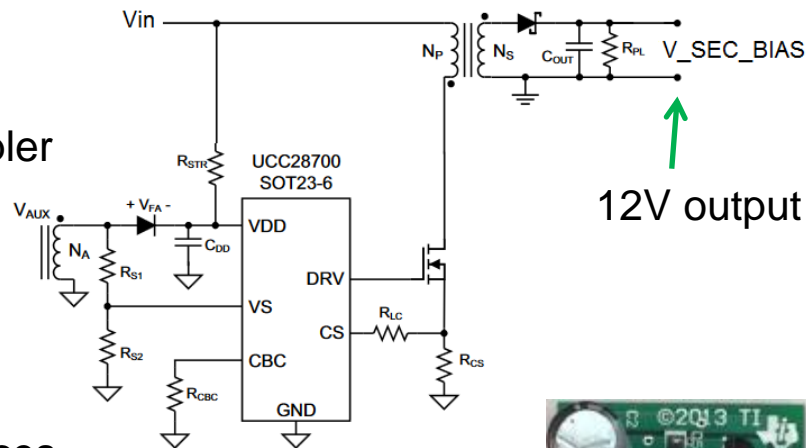 Vin
NP
NS
COUT
RPL
V_SEC_BIAS
12V output
RSTR
UCC28700
SOT23-6
VAUX
+ VFA -
NA
CDD
VDD
RS1
DRV
VS
RLC
CS
RS2
CBC
RCS
RCBC
GND
©2013 TI